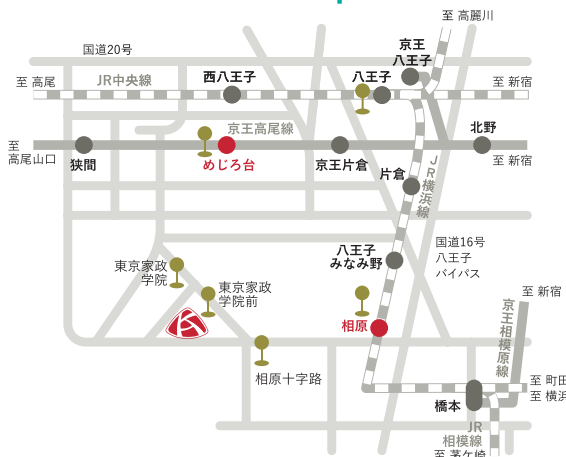 至 高麗川
京王
八王子
国道20号
至 高尾
JR中央線
西八王子
八王子
至 新宿
京王高尾線
北野
至
高尾山口
狭間
めじろ台
京王片倉
片倉
至 新宿
JR横浜線
国道16号
八王子
バイパス
八王子
みなみ野
東京家政
学院
東京家政
学院前
相原
至 新宿
京王相模原線
相原十字路
至 町田
至 横浜
橋本
JR
相模線
至 茅ケ崎